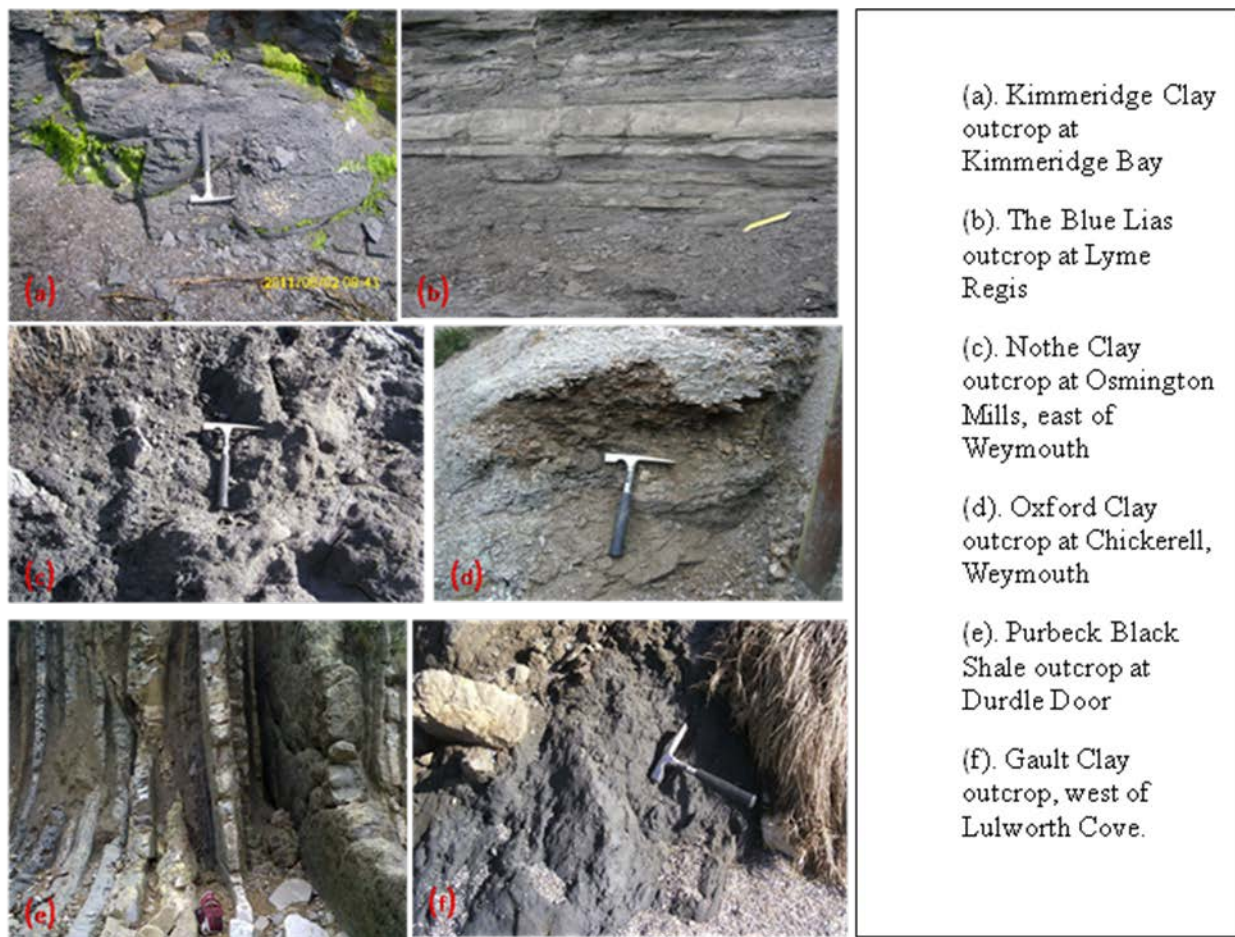 (a)
2011/06/02 08:43
(b)
(c)
(d)
(e)
(f)
(a). Kimmeridge Clay
outcrop at
Kimmeridge Bay
(b). The Blue Lias
outcrop at Lyme
Regis
(c). Nothe Clay
outcrop at Osmington
Mills, east of
Weymouth
(d). Oxford Clay
outcrop at Chickerell,
Weymouth
(e). Purbeck Black
Shale outcrop at
Durdle Door
(f). Gault Clay
outcrop, west of
Lulworth Cove.